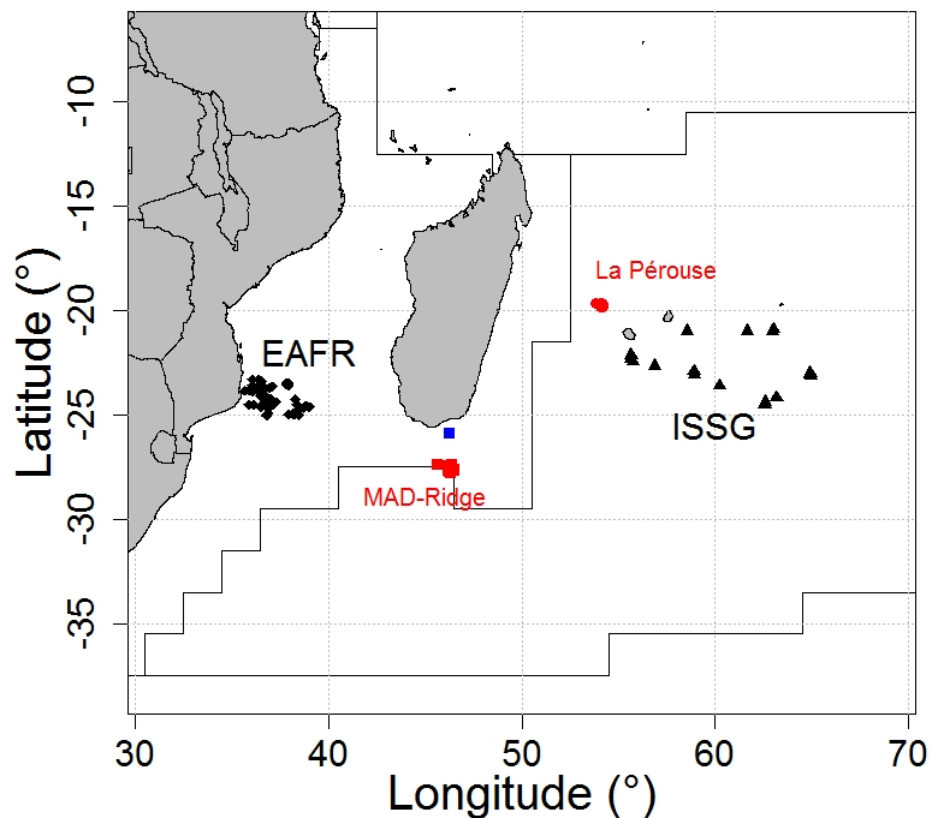 Latitude (°)
-10
-15
-20
-25
-30
-35
La Pérouse
EAFR
ISSG
MAD-Ridge
30 40 50 60 70
Longitude (°)